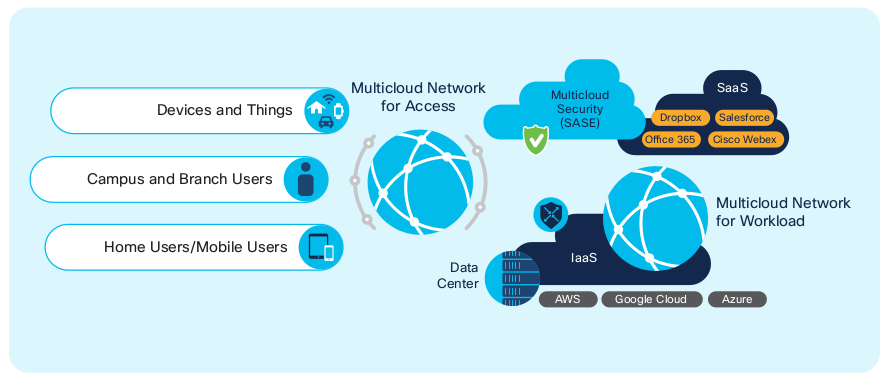 Devices and Things
Campus and Branch Users
Home Users/Mobile Users
Multicloud Network
for Access
Multicloud
Security
(SASE)
SaaS
Dropbox
Salesforce
Office 365
Cisco Webex
Multicloud Network
for Workload
IaaS
Data
Center
AWS
Google Cloud
Azure